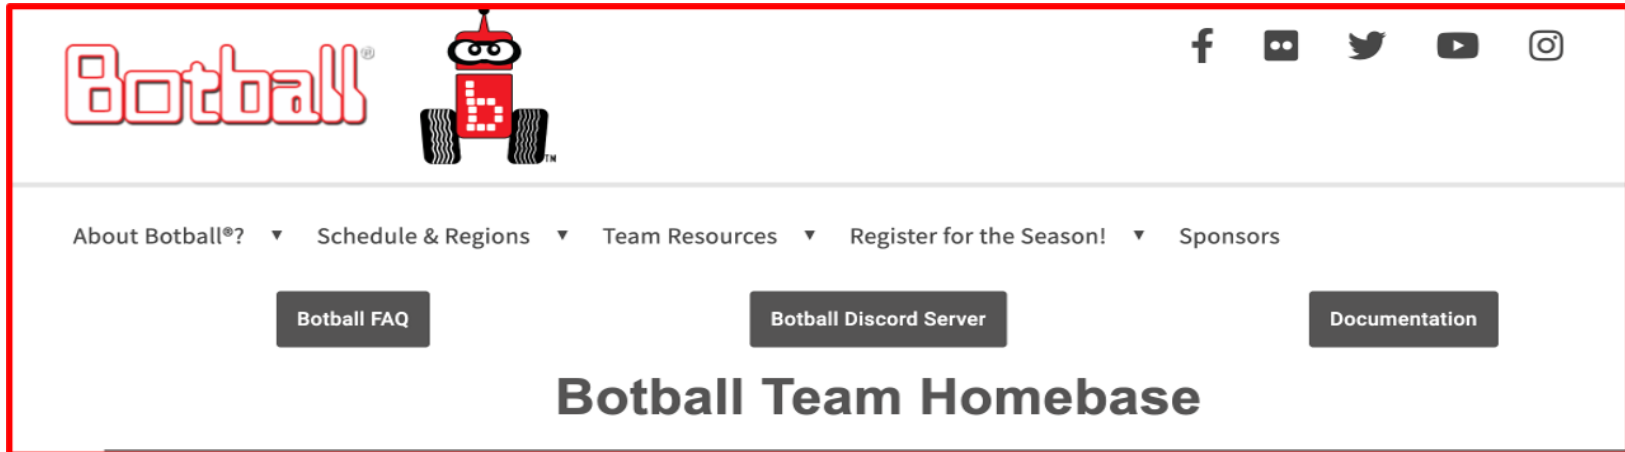 Botball®
b
TM
About Botball®? ▼ Schedule & Regions ▼ Team Resources ▼ Register for the Season! ▼ Sponsors
Botball FAQ Botball Discord Server Documentation
Botball Team Homebase